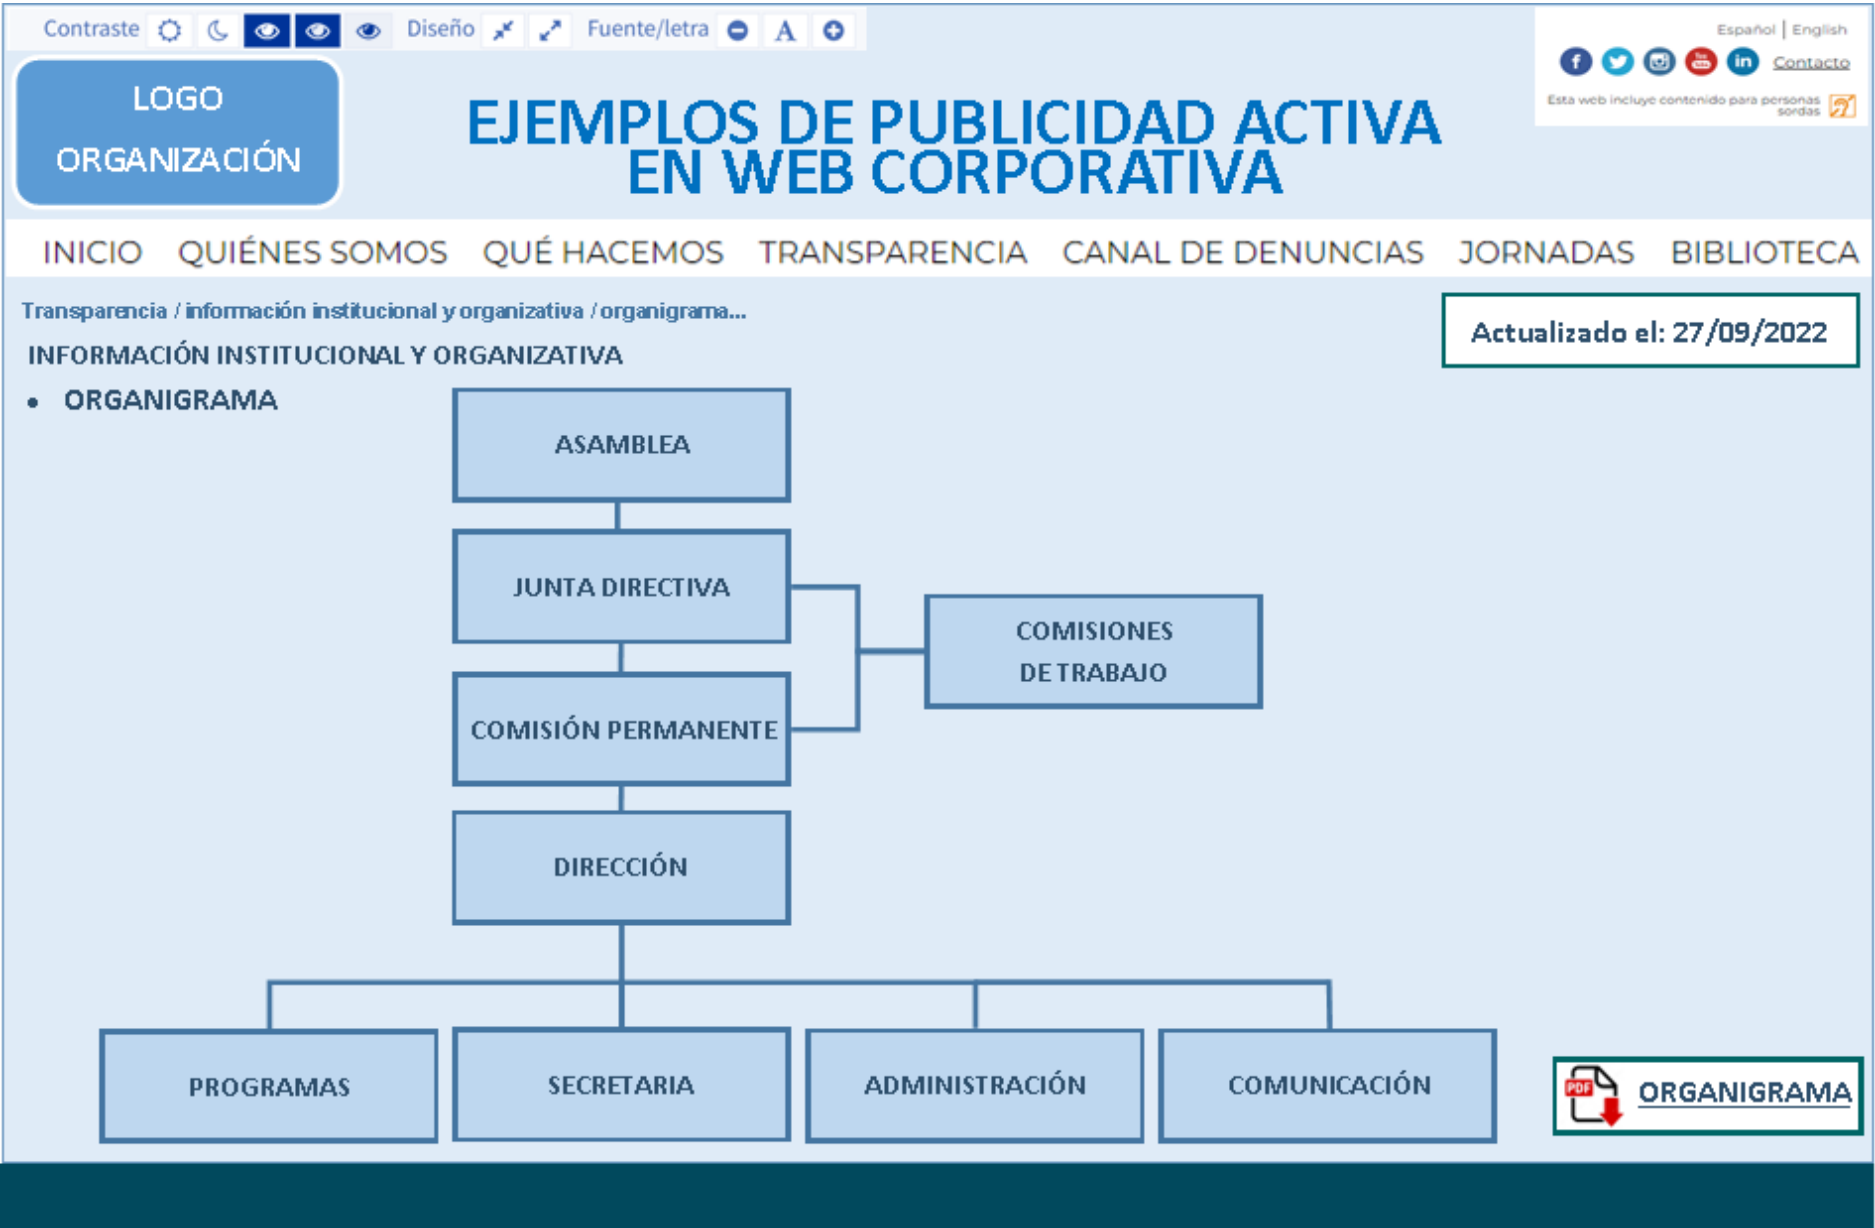 Contraste Diseño Fuente/letra A
Español | English
Contacto
Esta web incluye contenido para personas
sordas
LOGO
ORGANIZACIÓN
EJEMPLOS DE PUBLICIDAD ACTIVA
EN WEB CORPORATIVA
INICIO QUIÉNES SOMOS QUÉ HACEMOS TRANSPARENCIA CANAL DE DENUNCIAS JORNADAS BIBLIOTECA
Transparencia / información institucional y organizativa / organigrama...
Actualizado el: 27/09/2022
INFORMACIÓN INSTITUCIONAL Y ORGANIZATIVA
• ORGANIGRAMA
ASAMBLEA
JUNTA DIRECTIVA
COMISIONES
DE TRABAJO
COMISIÓN PERMANENTE
DIRECCIÓN
PROGRAMAS
SECRETARIA
ADMINISTRACIÓN
COMUNICACIÓN
PDF
ORGANIGRAMA